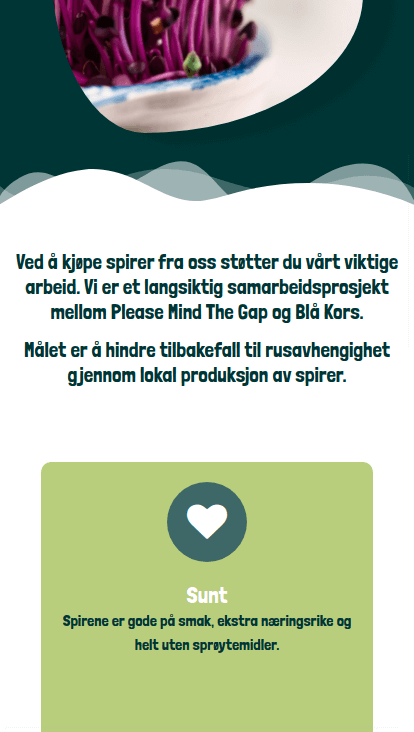 Ved å kjøpe spirer fra oss støtter du vårt viktige
arbeid. Vi er et langsiktig samarbeidsprosjekt
mellom Please Mind The Gap og Blå Kors.
Målet er å hindre tilbakefall til rusavhengighet
gjennom lokal produksjon av spirer.
Sunt
Spirene er gode på smak, ekstra næringsrike og
helt uten sprøytemidler.